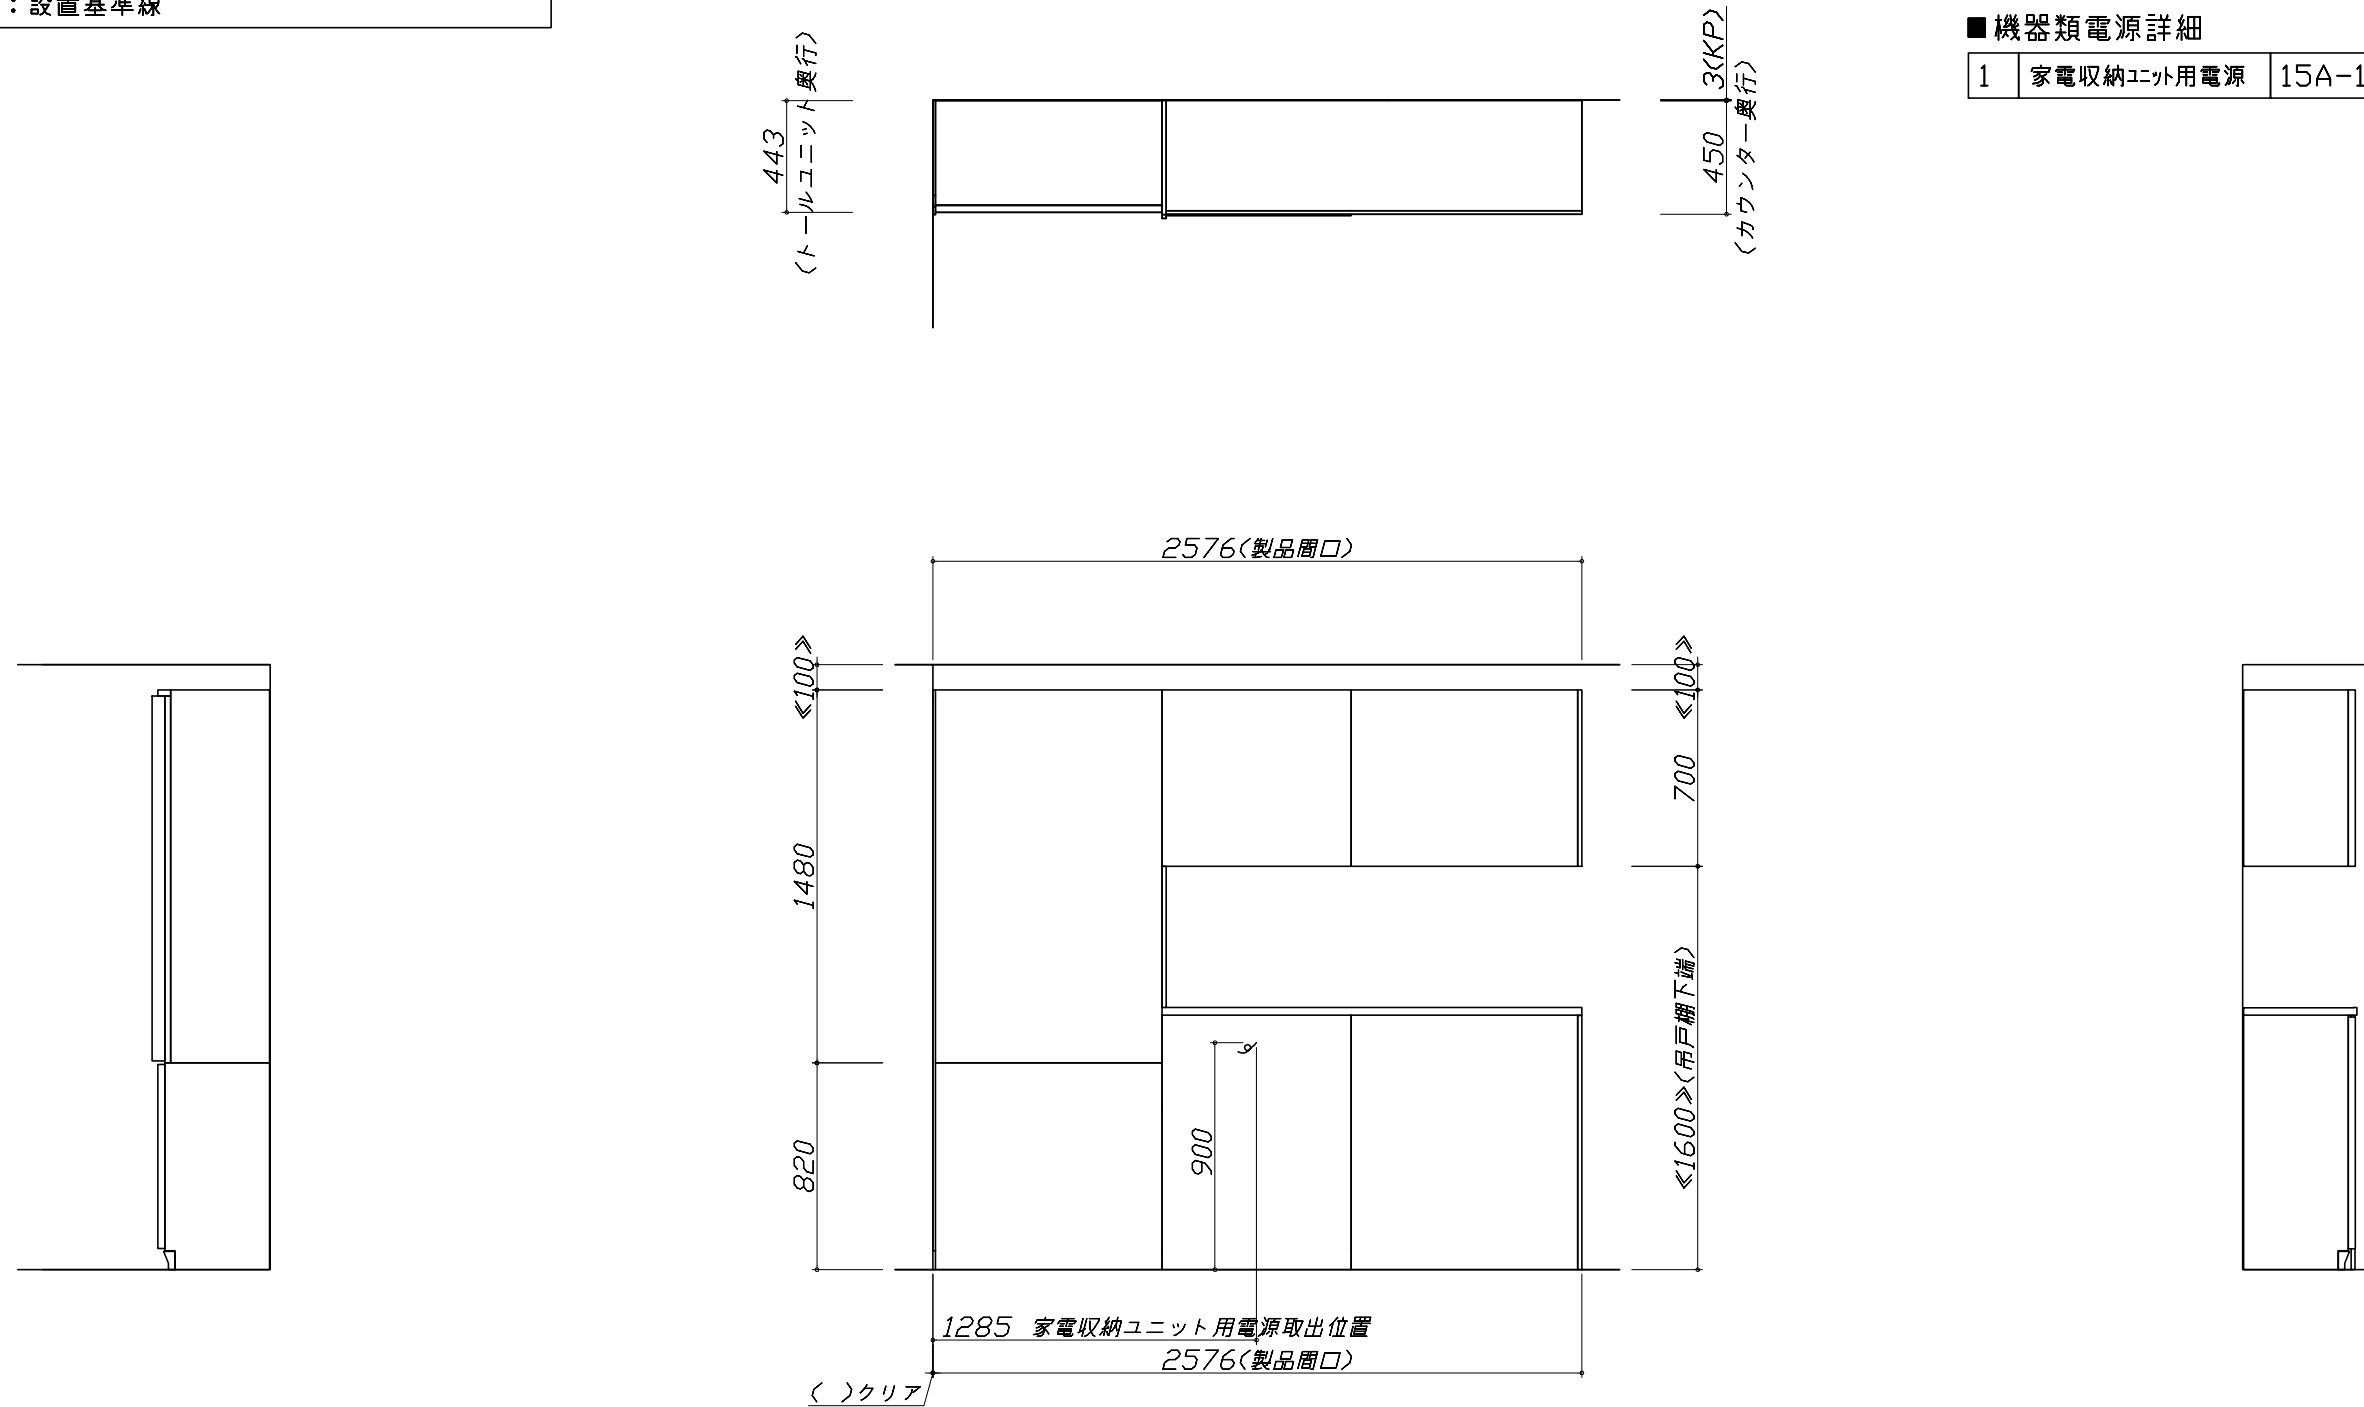 ：設置基準線
■機器類電源詳細
1 家電収納ユニット用電源 15A-1
443
(トールユニット奥行)
3(KP)
450
(カウンター奥行)
2576(製品間口)
≪100≫
1480
820
≪100≫
700
≪1600≫(吊戸棚下端)
900
1285 家電収納ユニット用電源取出位置
2576(製品間口)
( )クリア